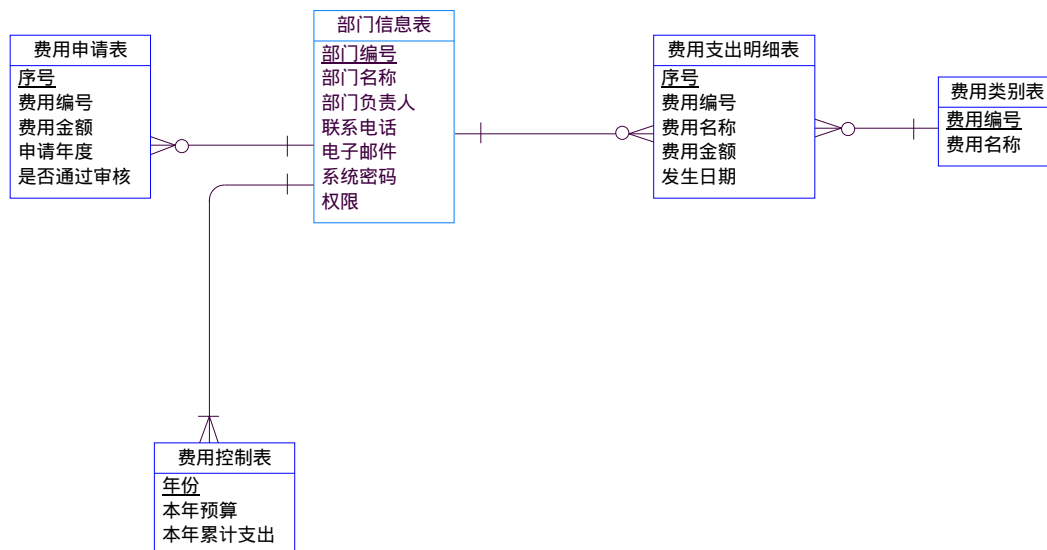 费用申请表
序号
费用编号
费用金额
申请年度
是否通过审核
部门信息表
部门编号
部门名称
部门负责人
联系电话
电子邮件
系统密码
权限
费用支出明细表
序号
费用编号
费用名称
费用金额
发生日期
费用类别表
费用编号
费用名称
费用控制表
年份
本年预算
本年累计支出